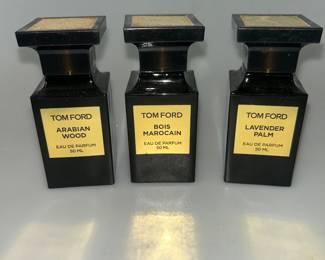 TOM FORD
ARABIAN
WOOD
EAU DE PARFUM
50 ML
TOM FORD
BOIS
MAROCAIN
EAU DE PARFUM
50 ML
TOM FORD
LAVENDER
PALM
EAU DE PARFUM
50 ML